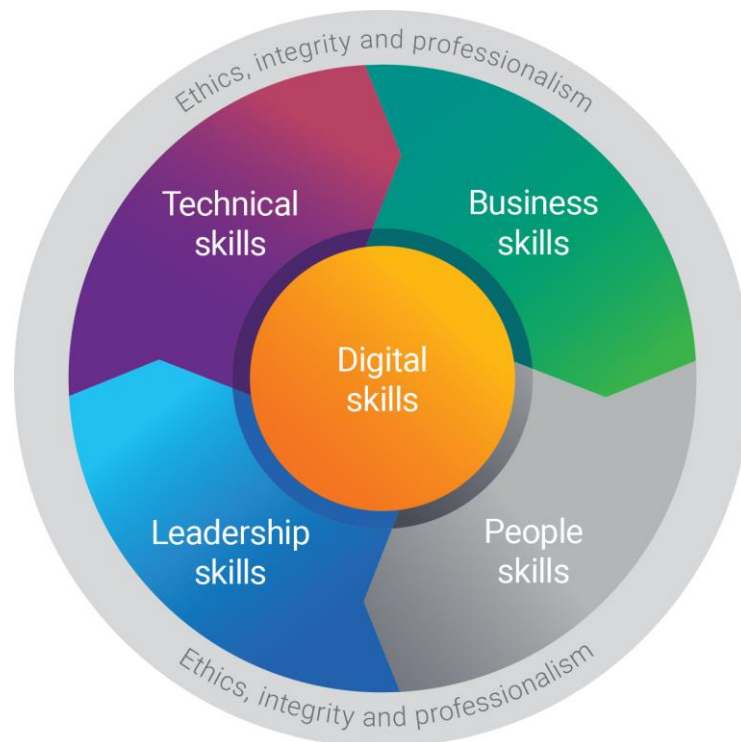 Ethics, integrity and professionalism
Technical
skills
Business
skills
Digital
skills
Leadership
skills
People
skills
Ethics, integrity and professionalism